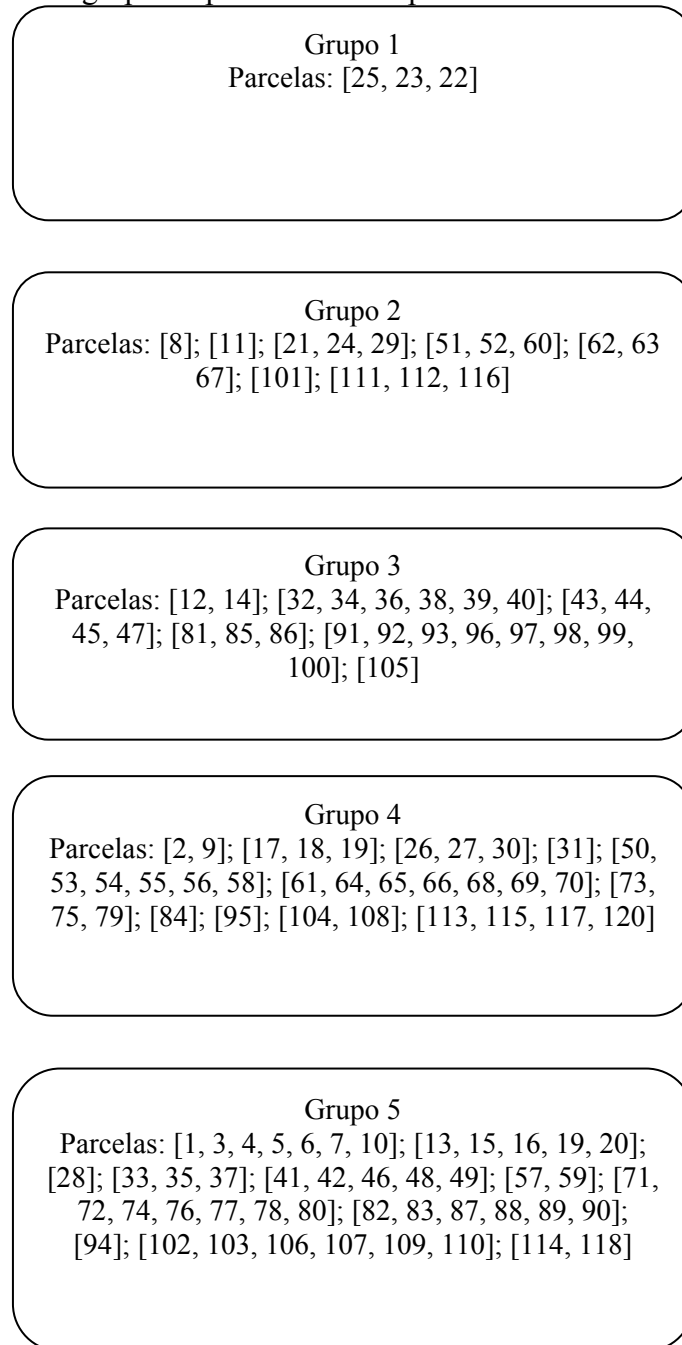 Grupo 1
Parcelas: [25, 23, 22]
Grupo 2
Parcelas: [8]; [11]; [21, 24, 29]; [51, 52, 60]; [62, 63
67]; [101]; [111, 112, 116]
Grupo 3
Parcelas: [12, 14]; [32, 34, 36, 38, 39, 40]; [43, 44,
45, 47]; [81, 85, 86]; [91, 92, 93, 96, 97, 98, 99,
100]; [105]
Grupo 4
Parcelas: [2, 9]; [17, 18, 19]; [26, 27, 30]; [31]; [50,
53, 54, 55, 56, 58]; [61, 64, 65, 66, 68, 69, 70]; [73,
75, 79]; [84]; [95]; [104, 108]; [113, 115, 117, 120]
Grupo 5
Parcelas: [1, 3, 4, 5, 6, 7, 10]; [13, 15, 16, 19, 20];
[28]; [33, 35, 37]; [41, 42, 46, 48, 49]; [57, 59]; [71,
72, 74, 76, 77, 78, 80]; [82, 83, 87, 88, 89, 90];
[94]; [102, 103, 106, 107, 109, 110]; [114, 118]